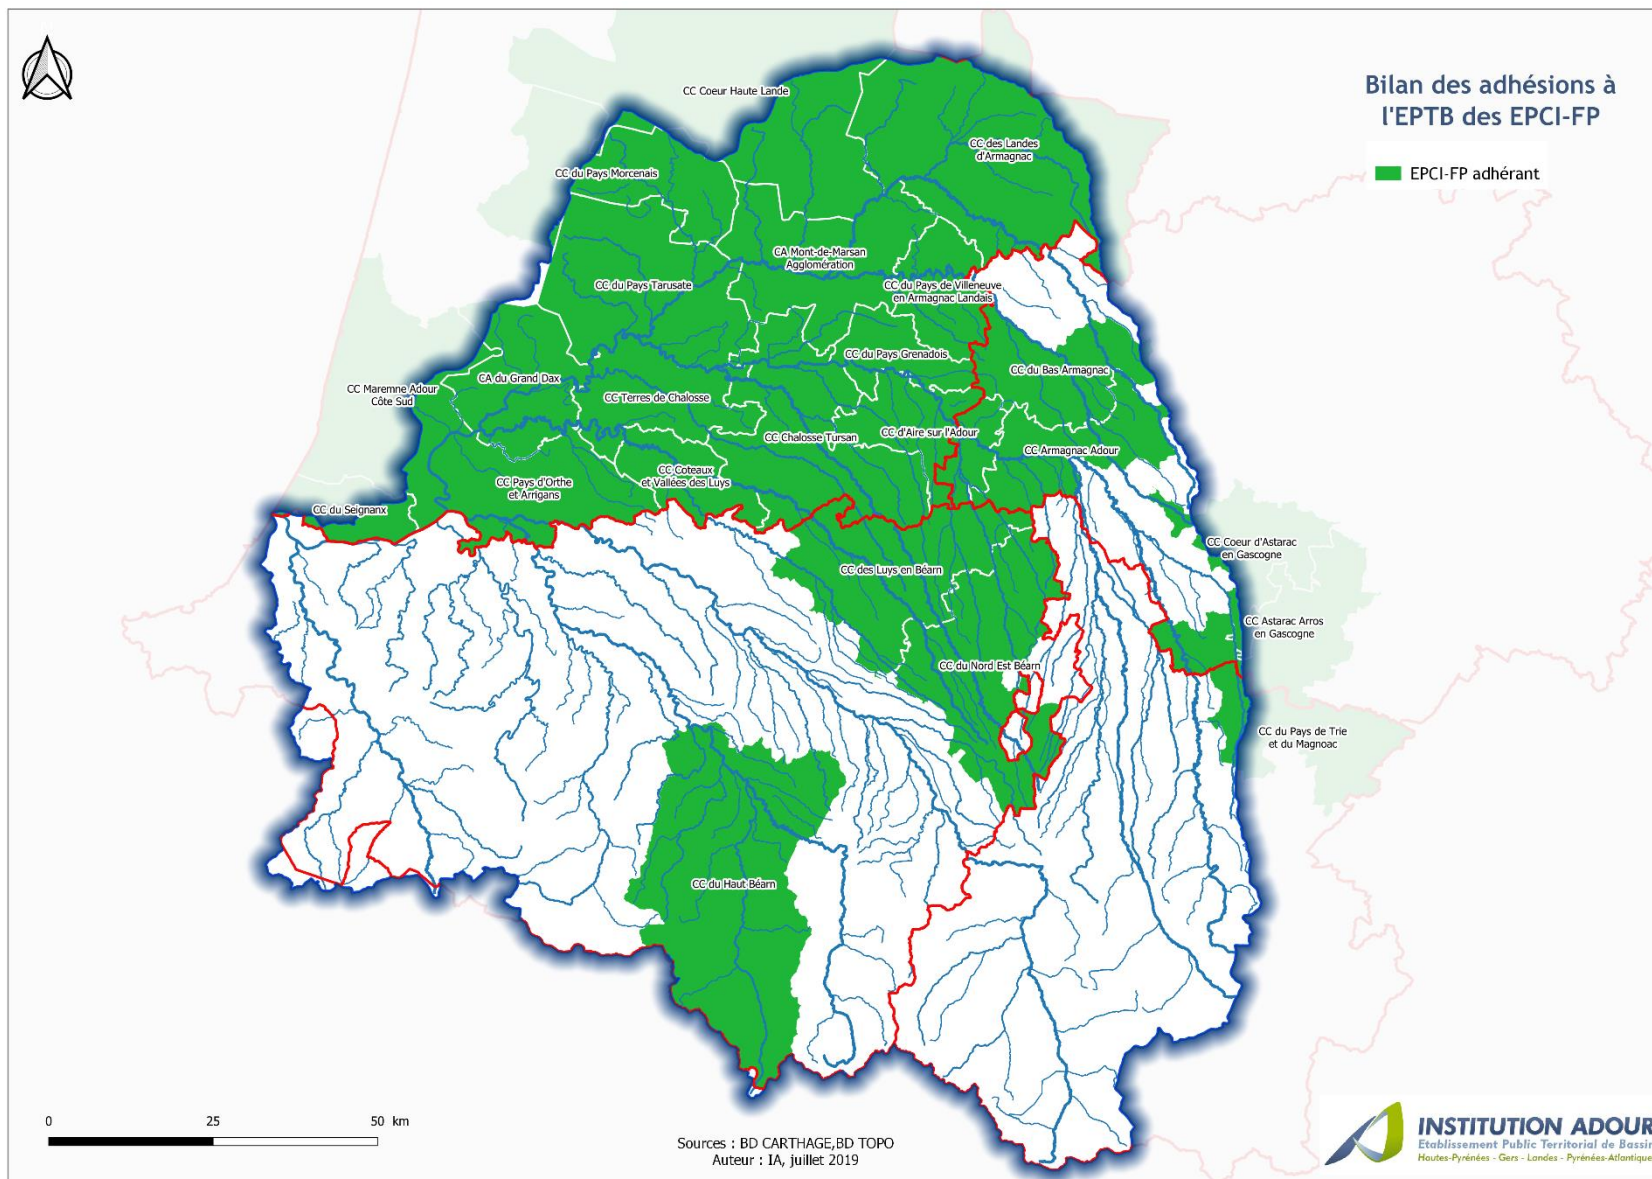 Bilan des adhésions à
l'EPTB des EPCI-FP
EPCI-FP adhérant
CC Coeur Haute Lande
CC des Landes
d'Armagnac
CC du Pays Morcenais
CA Mont-de-Marsan
Agglomération
CC du Pays Tarusate
CC du Pays de Villeneuve
en Armagnac Landais
CC du Pays Grenadois
CC du Bas Armagnac
CA du Grand Dax
CC Maremne Adour
Côte Sud
CC Terres de Chalosse
CC Chalosse Tursan
CC d'Aire sur l'Adour
CC Armagnac Adour
CC Coteaux
et Vallées des Luys
CC Pays d'Orthe
et Arrigans
CC du Seignanx
CC Coeur d'Astarac
en Gascogne
CC des Luys en Béarn
CC Astarac Arros
en Gascogne
CC du Nord Est Béarn
CC du Pays de Trie
et du Magnoac
CC du Haut Béarn
0 25 50 km
Sources : BD CARTHAGE,BD TOPO
Auteur : IA, juillet 2019
INSTITUTION ADOUR
Etablissement Public Territorial de Bassin
Hautes-Pyrénées - Gers - Landes - Pyrénées-Atlantique